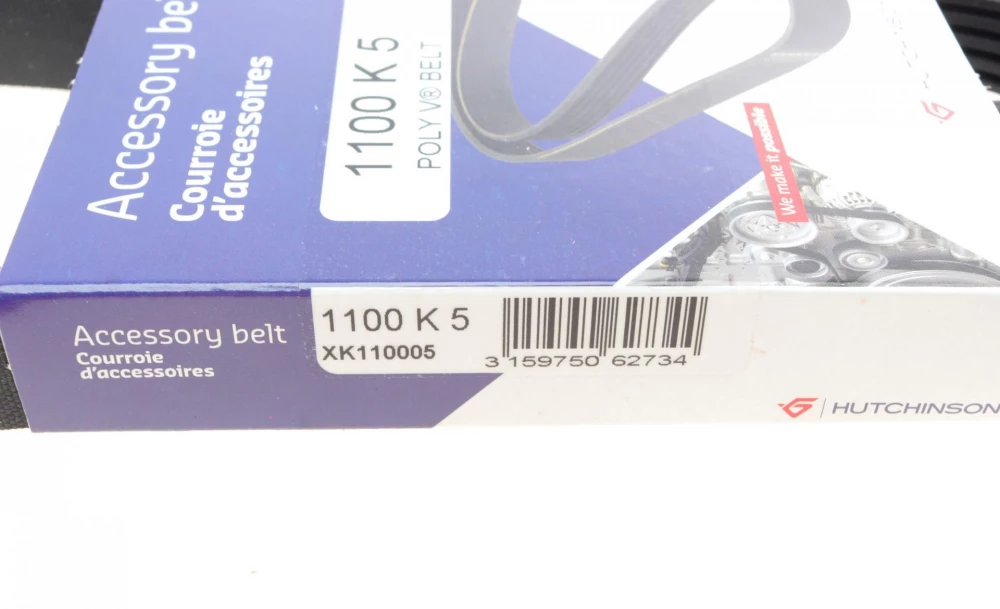 Accessory be
Courroie
d'accessoires
1100 K 5
POLY V® BELT
We make it possible
Accessory belt
Courroie
d'accessoires
1100 K 5
XK110005
3 159750 62734
HUTCHINSON